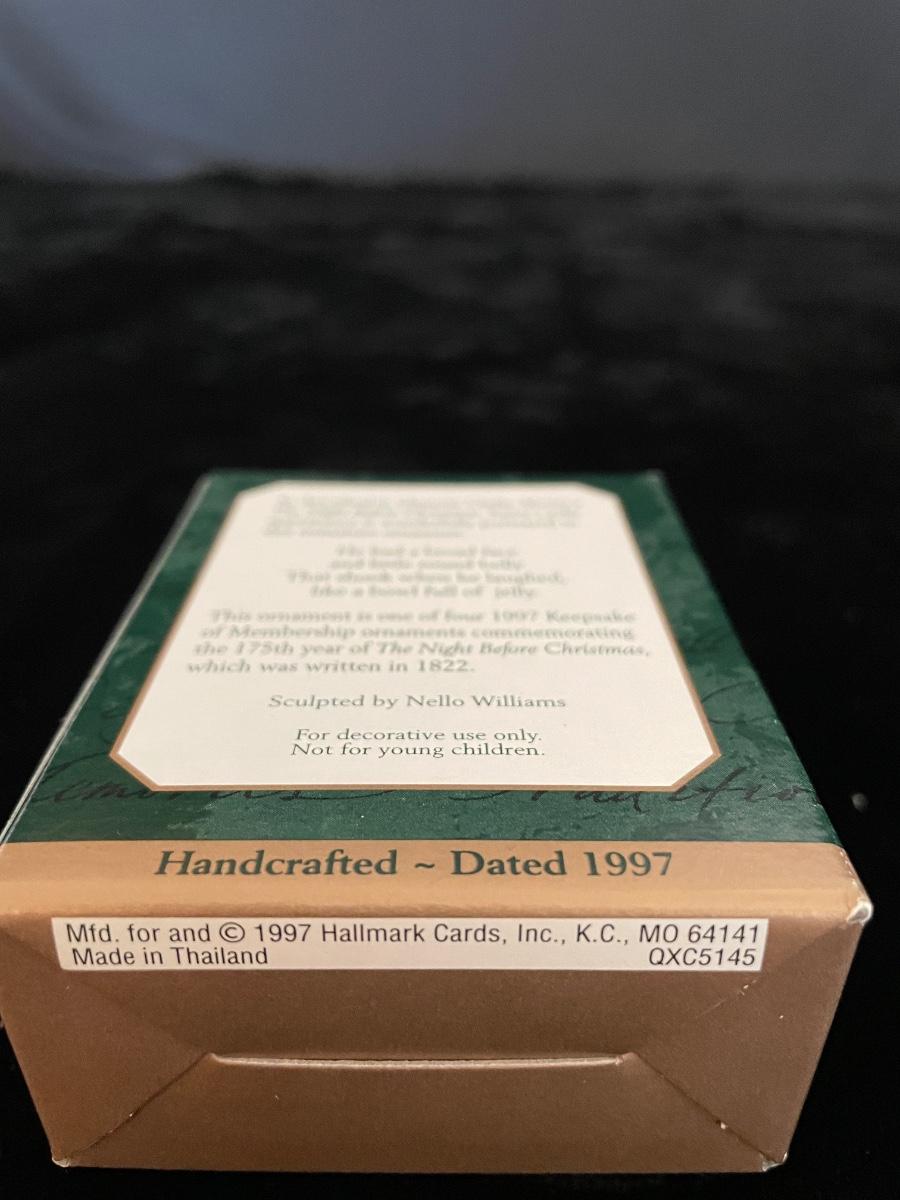 He had a broad face
and little round belly
That shook when he laughed,
like a bowl full of jelly.
This ornament is one of four 1997 Keepsake
of Membership ornaments commemorating
the 175th year of The Night Before Christmas,
which was written in 1822.
Sculpted by Nello Williams
For decorative use only.
Not for young children.
Handcrafted ~ Dated 1997
Mfd. for and © 1997 Hallmark Cards, Inc., K.C., MO 64141
Made in Thailand
QXC5145